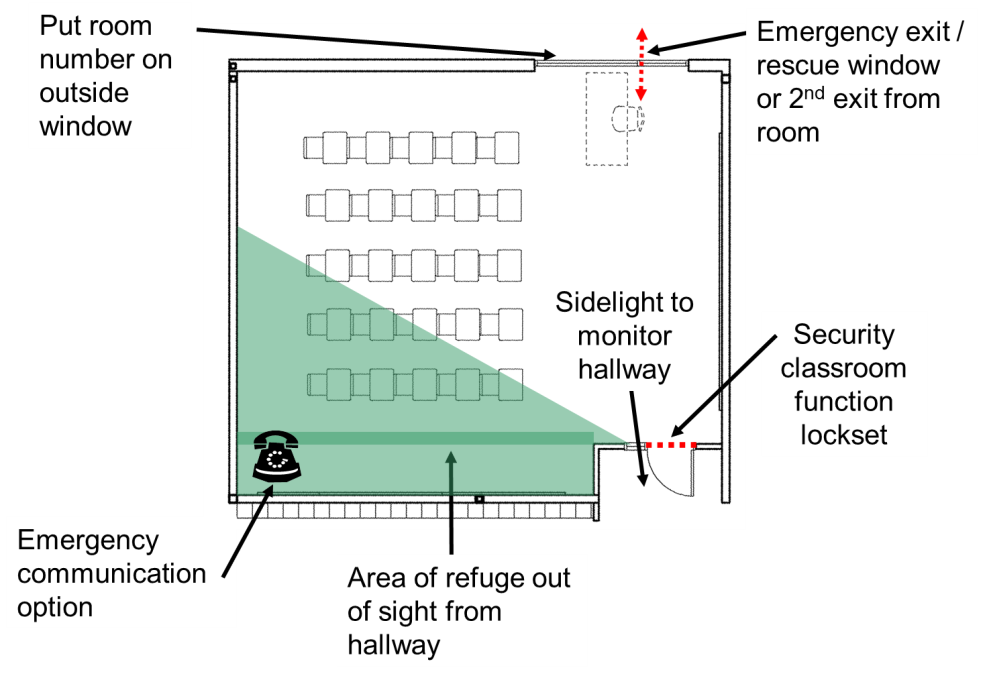 Put room
number on
outside
window
Emergency exit /
rescue window
or 2nd exit from
room
Sidelight to
monitor
hallway
Security
classroom
function
lockset
Emergency
communication
option
Area of refuge out
of sight from
hallway